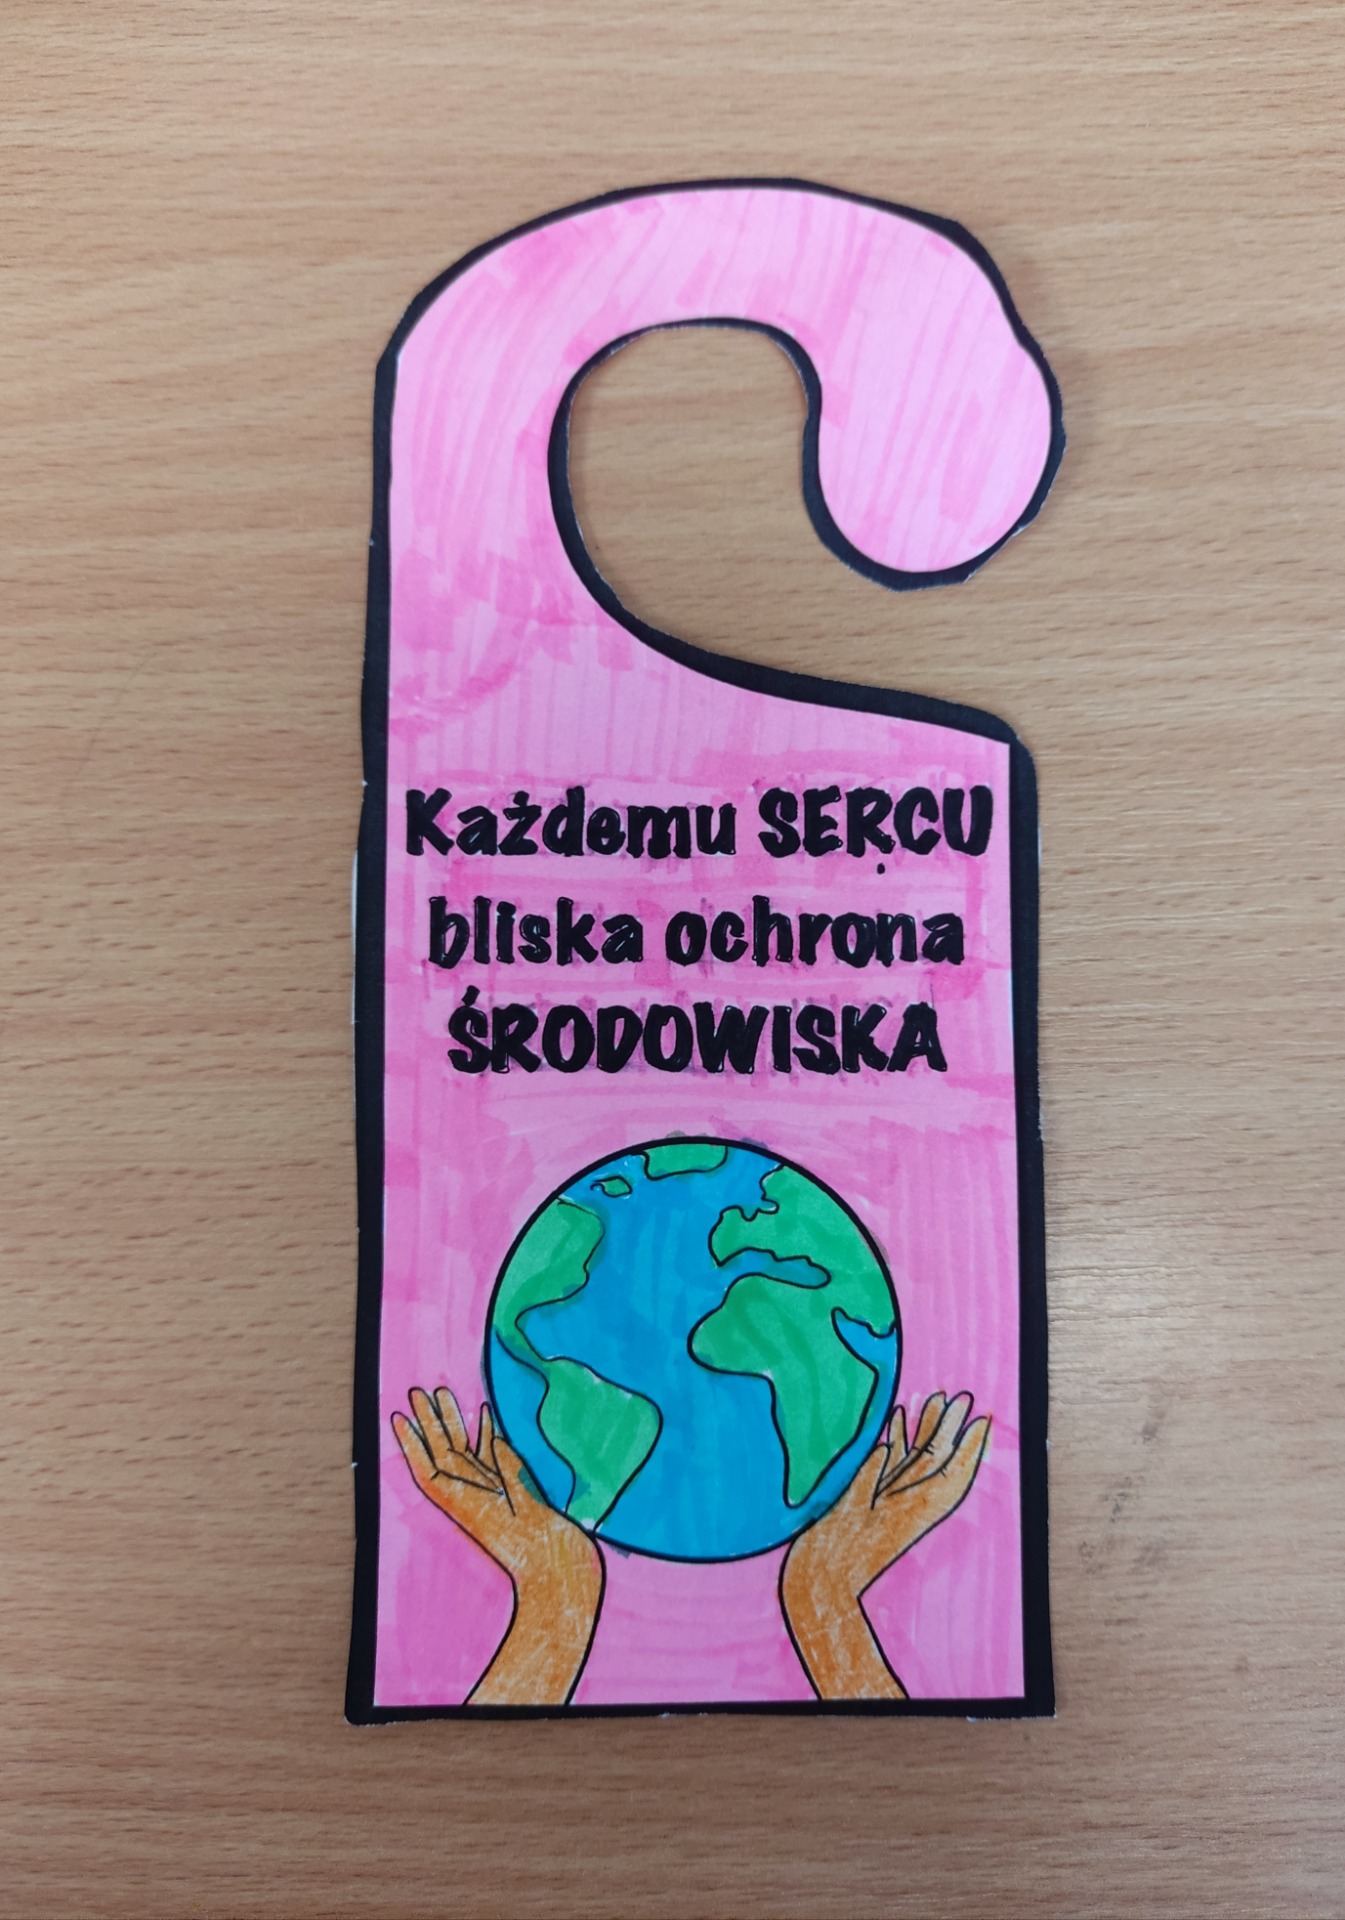 Każdemu SERCU
bliska ochrona
ŚRODOWISKA